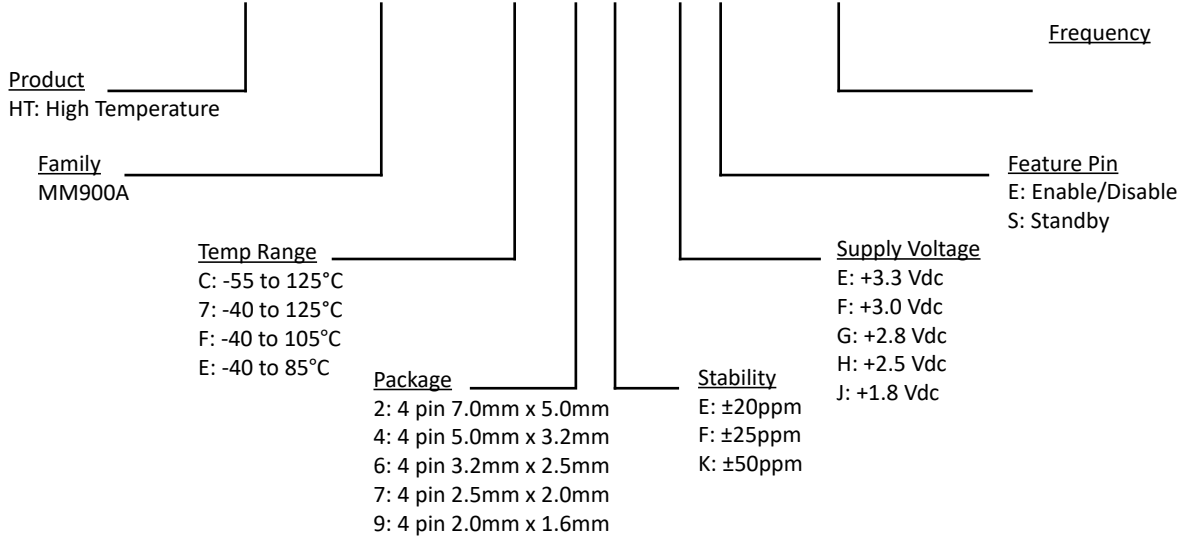 Frequency
Product
HT: High Temperature
Family
MM900A
Feature Pin
E: Enable/Disable
S: Standby
Temp Range
C: -55 to 125°C
7: -40 to 125°C
F: -40 to 105°C
E: -40 to 85°C
Supply Voltage
E: +3.3 Vdc
F: +3.0 Vdc
G: +2.8 Vdc
H: +2.5 Vdc
J: +1.8 Vdc
Package
2: 4 pin 7.0mm x 5.0mm
4: 4 pin 5.0mm x 3.2mm
6: 4 pin 3.2mm x 2.5mm
7: 4 pin 2.5mm x 2.0mm
9: 4 pin 2.0mm x 1.6mm
Stability
E: ±20ppm
F: ±25ppm
K: ±50ppm